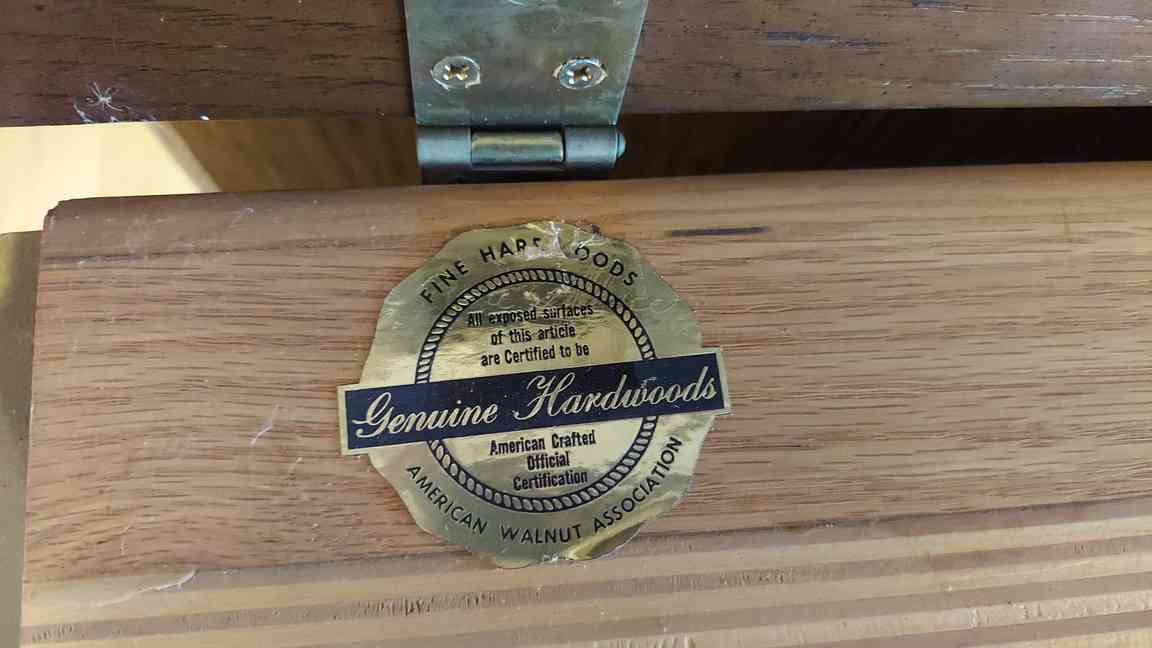 FINE HARDWOODS
All exposed surfaces
of this article
are Certified to be
Genuine Hardwoods
American Crafted
Official
Certification
AMERICAN WALNUT ASSOCIATION